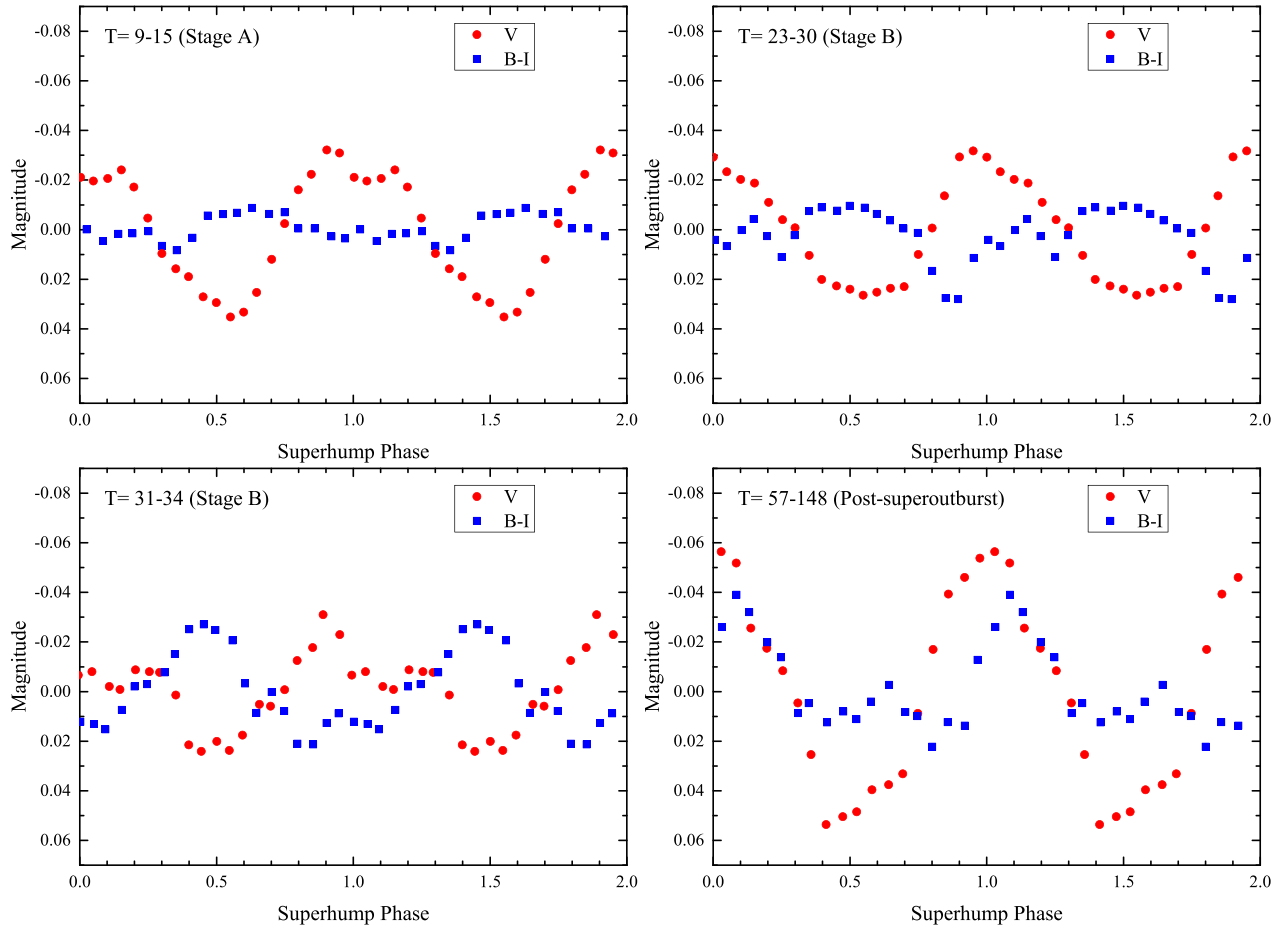 T= 9-15 (Stage A)
V
B-I
-0.08
-0.06
-0.04
-0.02
0.00
0.02
0.04
0.06
Magnitude
0.0
0.5
1.0
1.5
2.0
Superhump Phase
T= 23-30 (Stage B)
V
B-I
-0.08
-0.06
-0.04
-0.02
0.00
0.02
0.04
0.06
Magnitude
0.0
0.5
1.0
1.5
2.0
Superhump Phase
T= 31-34 (Stage B)
V
B-I
-0.08
-0.06
-0.04
-0.02
0.00
0.02
0.04
0.06
Magnitude
0.0
0.5
1.0
1.5
2.0
Superhump Phase
T= 57-148 (Post-superoutburst)
V
B-I
-0.08
-0.06
-0.04
-0.02
0.00
0.02
0.04
0.06
Magnitude
0.0
0.5
1.0
1.5
2.0
Superhump Phase